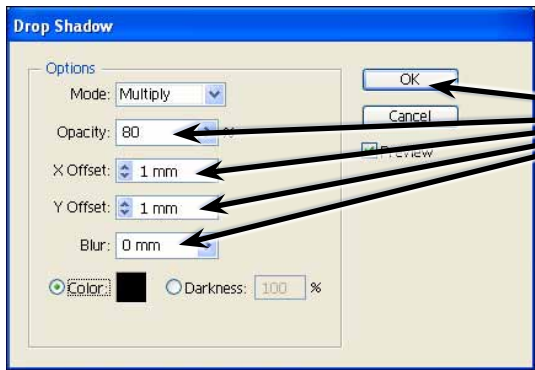 Drop Shadow
Options
Mode: Multiply
OK
Cancel
Opacity: 80 %
Preview
X Offset: 1 mm
Y Offset: 1 mm
Blur: 0 mm
Color: Darkness: 100 %